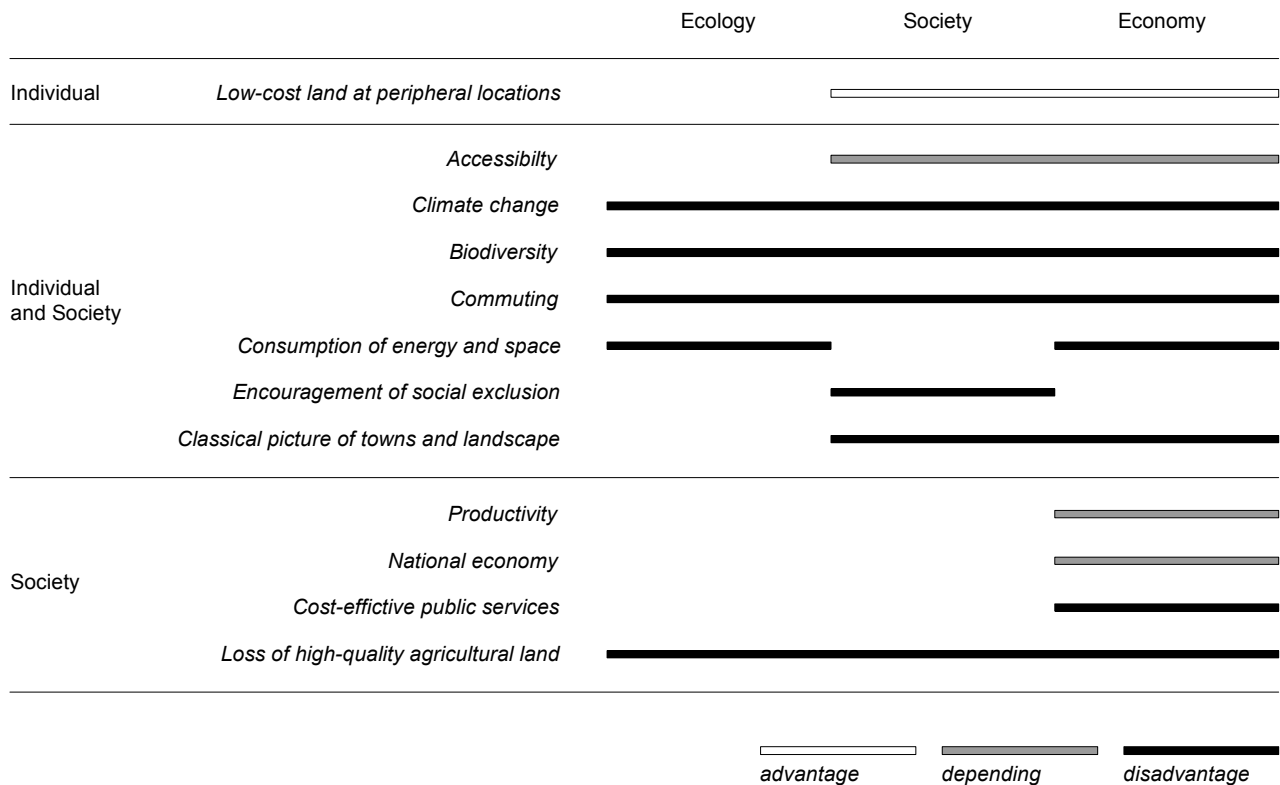 Ecology Society Economy
Individual Low-cost land at peripheral locations
Accessibilty
Climate change
Biodiversity
Individual
and Society
Commuting
Consumption of energy and space
Encouragement of social exclusion
Classical picture of towns and landscape
Productivity
National economy
Society
Cost-effictive public services
Loss of high-quality agricultural land
advantage depending disadvantage